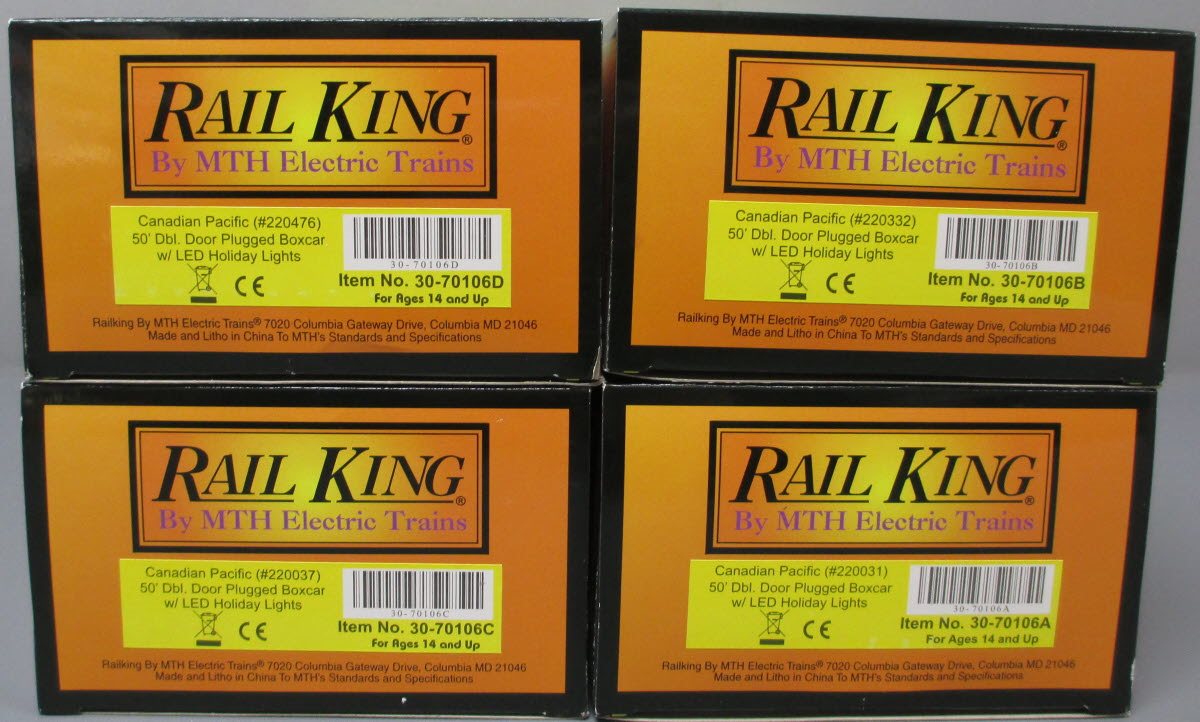 RAIL KING®
By MTH Electric Trains
Canadian Pacific (#220476)
50' Dbl. Door Plugged Boxcar
w/ LED Holiday Lights
CE
30-70106D
Item No. 30-70106D
For Ages 14 and Up
Railking By MTH Electric Trains® 7020 Columbia Gateway Drive, Columbia MD 21046
Made and Litho in China To MTH's Standards and Specifications
RAIL KING®
By MTH Electric Trains
Canadian Pacific (#220332)
50' Dbl. Door Plugged Boxcar
w/ LED Holiday Lights
CE
30-70106B
Item No. 30-70106B
For Ages 14 and Up
Railking By MTH Electric Trains® 7020 Columbia Gateway Drive, Columbia MD 21046
Made and Litho in China To MTH's Standards and Specifications
RAIL KING®
By MTH Electric Trains
Canadian Pacific (#220037)
50' Dbl. Door Plugged Boxcar
w/ LED Holiday Lights
CE
30-70106C
Item No. 30-70106C
For Ages 14 and Up
Railking By MTH Electric Trains® 7020 Columbia Gateway Drive, Columbia MD 21046
Made and Litho in China To MTH's Standards and Specifications
RAIL KING®
By MTH Electric Trains
Canadian Pacific (#220031)
50' Dbl. Door Plugged Boxcar
w/ LED Holiday Lights
CE
30-70106A
Item No. 30-70106A
For Ages 14 and Up
Railking By MTH Electric Trains® 7020 Columbia Gateway Drive, Columbia MD 21046
Made and Litho in China To MTH's Standards and Specifications